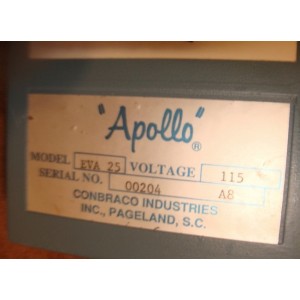 "Apollo"®
MODEL EVA 25 VOLTAGE 115
SERIAL NO. 00204 A8
CONBRACO INDUSTRIES
INC., PAGELAND, S.C.